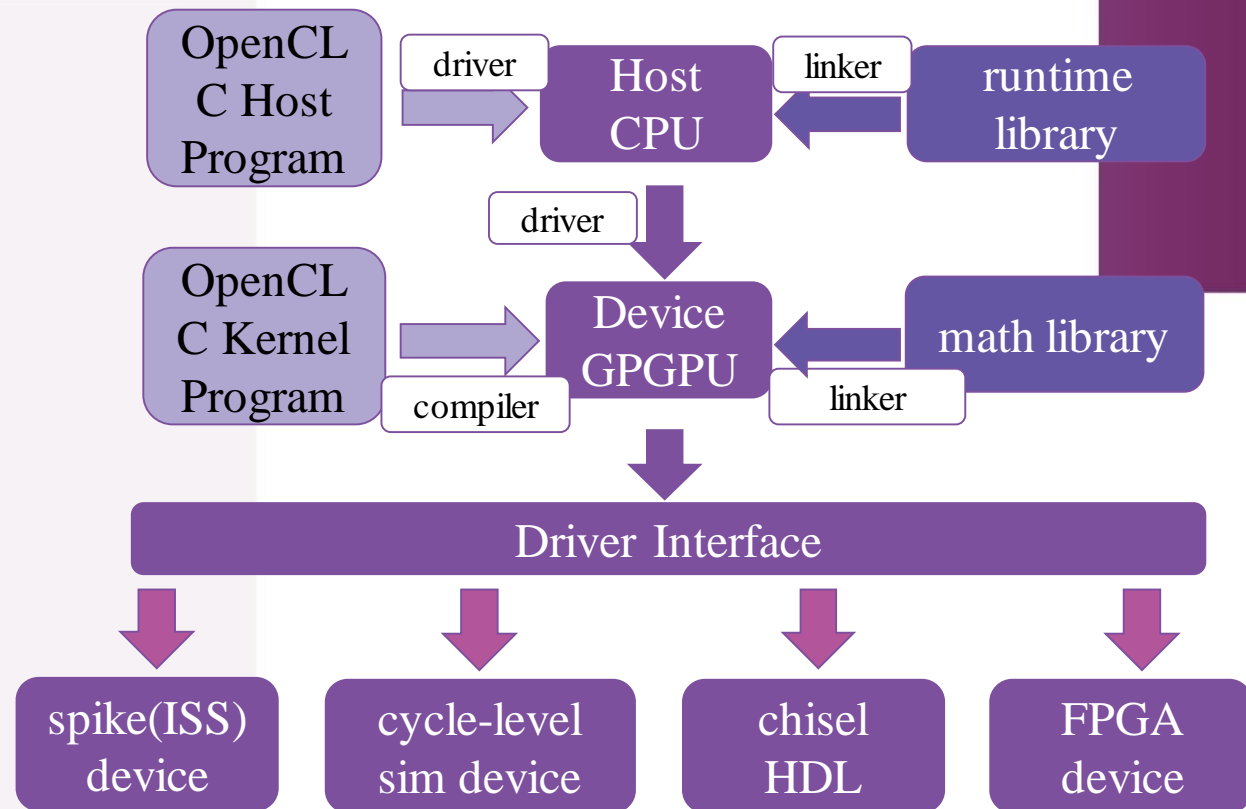 OpenCL
C Host
Program
driver
Host
CPU
linker
runtime
library
driver
OpenCL
C Kernel
Program
compiler
Device
GPGPU
linker
math library
Driver Interface
spike(ISS)
device
cycle-level
sim device
chisel
HDL
FPGA
device